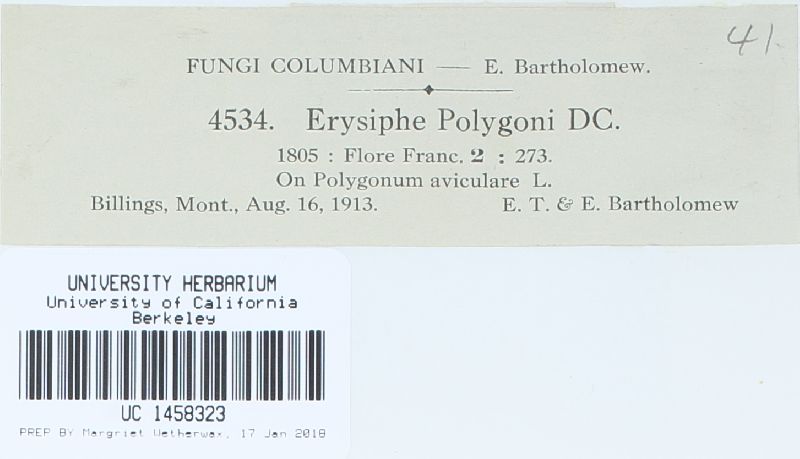 41.
FUNGI COLUMBIANI — E. Bartholomew.
4534. Erysiphe Polygoni DC.
1805 : Flore Franc. 2 : 273.
On Polygonum aviculare L.
Billings, Mont., Aug. 16, 1913. E. T. & E. Bartholomew
UNIVERSITY HERBARIUM
University of California
Berkeley
UC 1458323
PREP BY Margriet Wetherwax, 17 Jan 2018